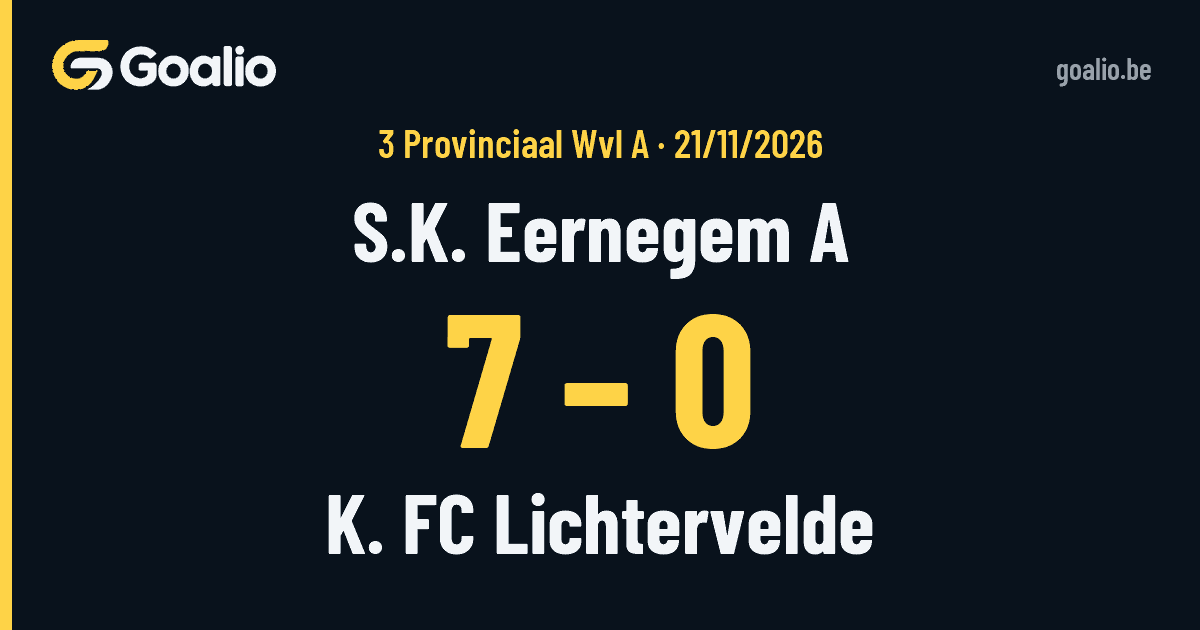 Goalio
goalio.be
3 Provinciaal Wvl A · 21/11/2026
S.K. Eernegem A
7 – 0
K. FC Lichtervelde